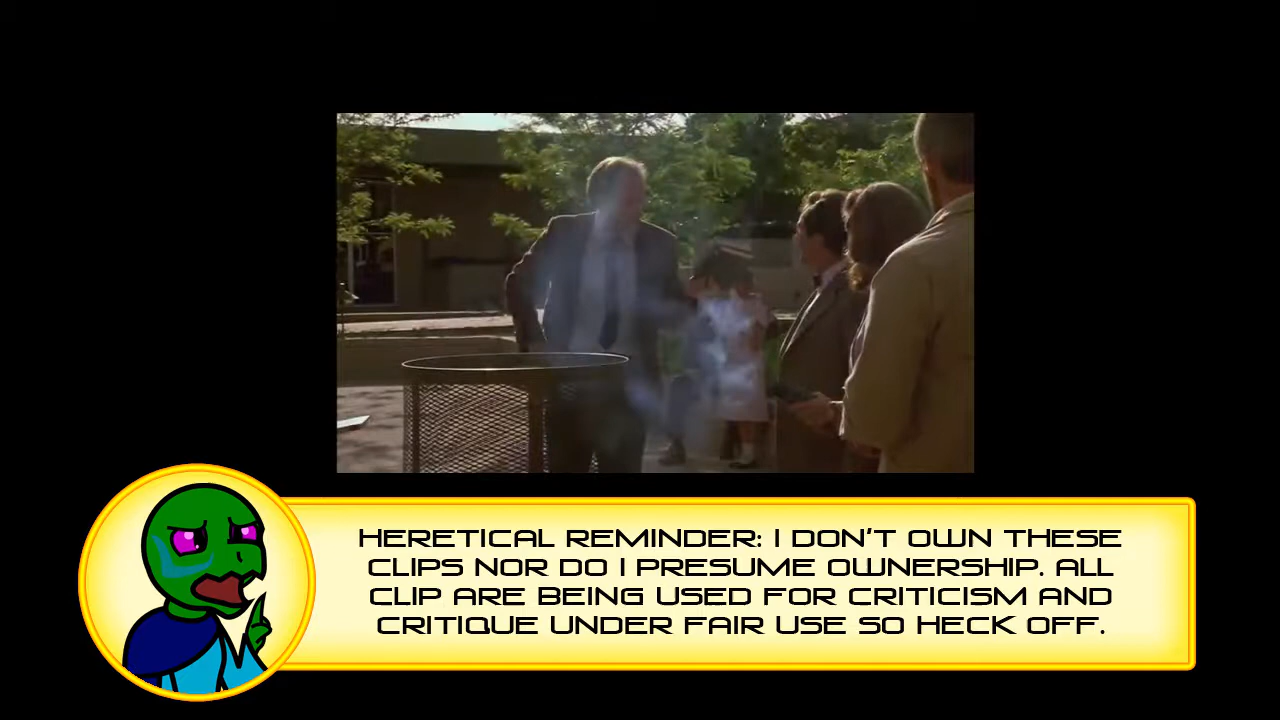 HERETICAL REMINDER: I DON'T OWN THESE
CLIPS NOR DO I PRESUME OWNERSHIP. ALL
CLIP ARE BEING USED FOR CRITICISM AND
CRITIQUE UNDER FAIR USE SO HECK OFF.